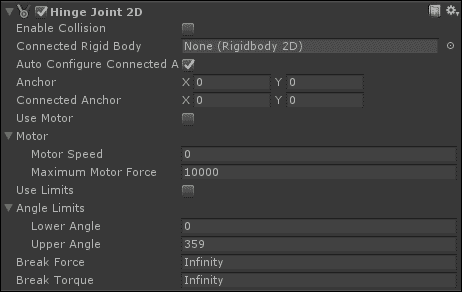 Hinge Joint 2D
Enable Collision
Connected Rigid Body None (Rigidbody 2D)
Auto Configure Connected A
Anchor X 0 Y 0
Connected Anchor X 0 Y 0
Use Motor
Motor
Motor Speed 0
Maximum Motor Force 10000
Use Limits
Angle Limits
Lower Angle 0
Upper Angle 359
Break Force Infinity
Break Torque Infinity